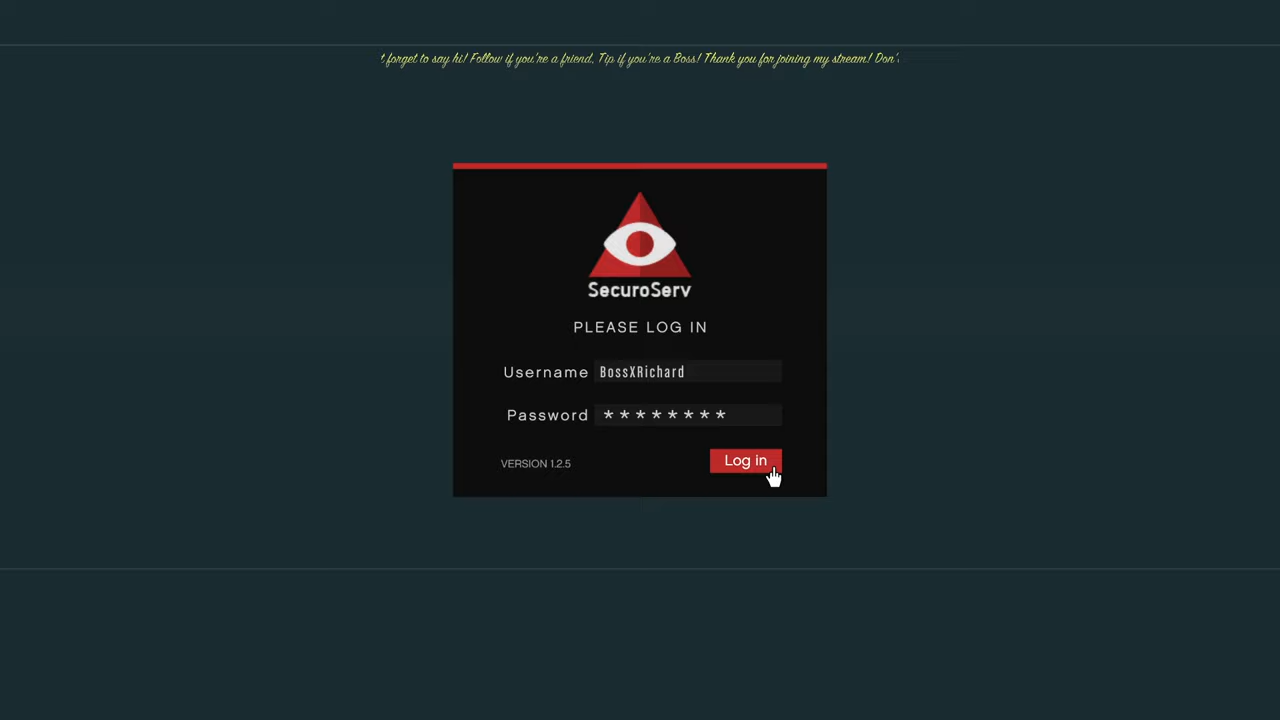 t forget to say hi! Follow if you're a friend, Tip if you're a Boss! Thank you for joining my stream! Don'
SecuroServ
PLEASE LOG IN
Username BossXRichard
Password ********
VERSION 1.2.5 Log in